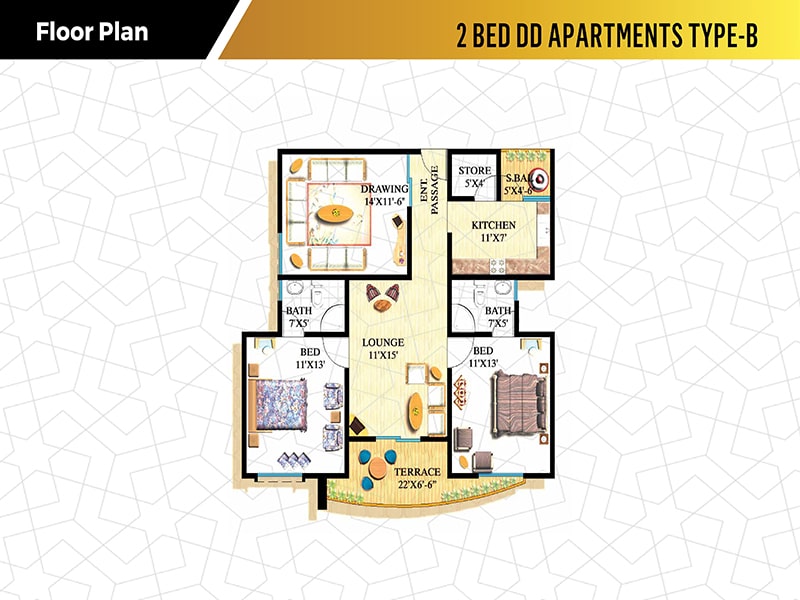 Floor Plan
2 BED DD APARTMENTS TYPE-B
DRAWING
14'X11'-6"
ENT.
PASSAGE
STORE
5'X4'
S.BAL
5'X4'-6"
KITCHEN
11'X7'
BATH
7'X5'
LOUNGE
11'X15'
BATH
7'X5'
BED
11'X13'
BED
11'X13'
TERRACE
22'X6'-6"